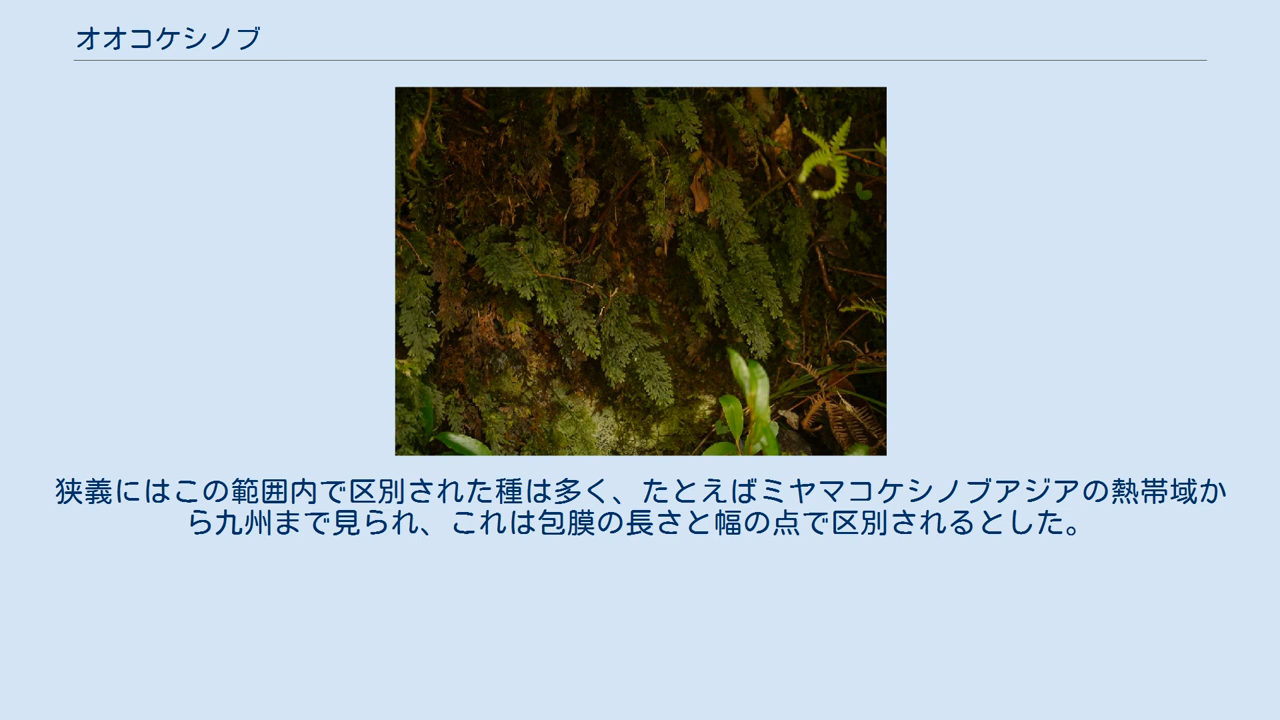 オオコケシノブ
狭義にはこの範囲内で区別された種は多く、たとえばミヤマコケシノブアジアの熱帯域か
ら九州まで見られ、これは包膜の長さと幅の点で区別されるとした。